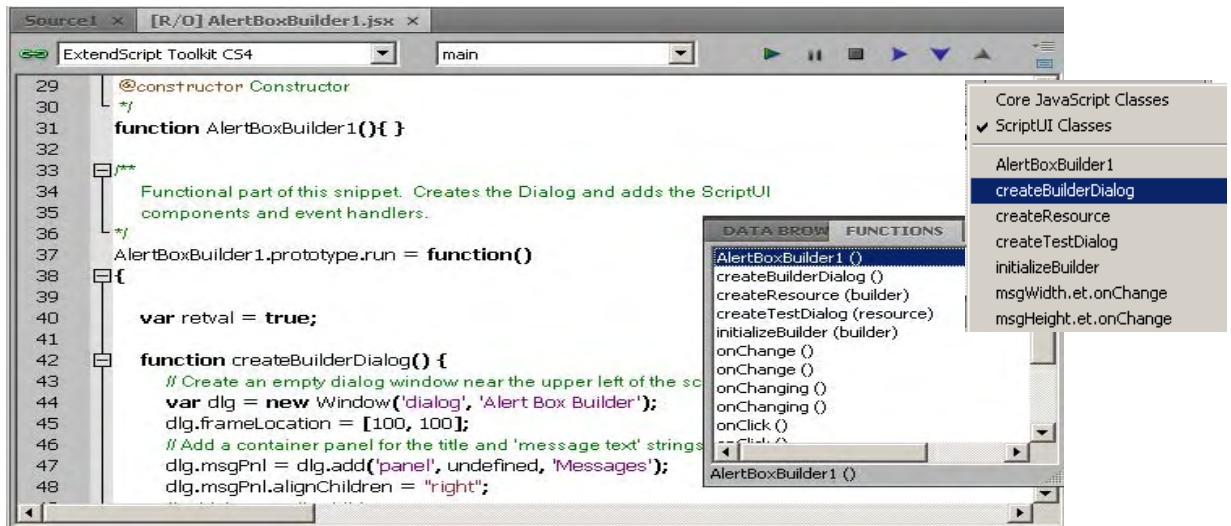 Source1 × [R/O] AlertBoxBuilder1.jsx ×
ExtendScript Toolkit CS4 main
29 @constructor Constructor
30 */
31 function AlertBoxBuilder1(){ }
32
33 /**
34 Functional part of this snippet. Creates the Dialog and adds the ScriptUI
35 components and event handlers.
36 */
37 AlertBoxBuilder1.prototype.run = function()
38 {
39
40 var retval = true;
41
42 function createBuilderDialog() {
43 // Create an empty dialog window near the upper left of the sc
44 var dlg = new Window('dialog', 'Alert Box Builder');
45 dlg.frameLocation = [100, 100];
46 // Add a container panel for the title and 'message text' strings
47 dlg.msgPnl = dlg.add('panel', undefined, 'Messages');
48 dlg.msgPnl.alignChildren = "right";
DATA BROW FUNCTIONS
AlertBoxBuilder1 ()
createBuilderDialog ()
createResource (builder)
createTestDialog (resource)
initializeBuilder (builder)
onChange ()
onChange ()
onChanging ()
onChanging ()
onClick ()
AlertBoxBuilder1 ()
Core JavaScript Classes
✓ ScriptUI Classes
AlertBoxBuilder1
createBuilderDialog
createResource
createTestDialog
initializeBuilder
msgWidth.et.onChange
msgHeight.et.onChange